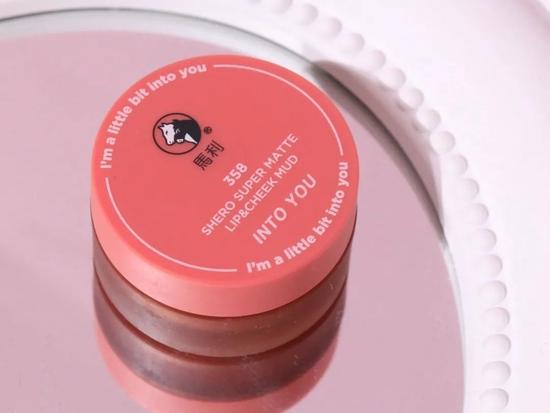 I'm a little bit into you
馬利®
358
SHERO SUPER MATTE
LIP&CHEEK MUD
INTO YOU
I'm a little bit into you